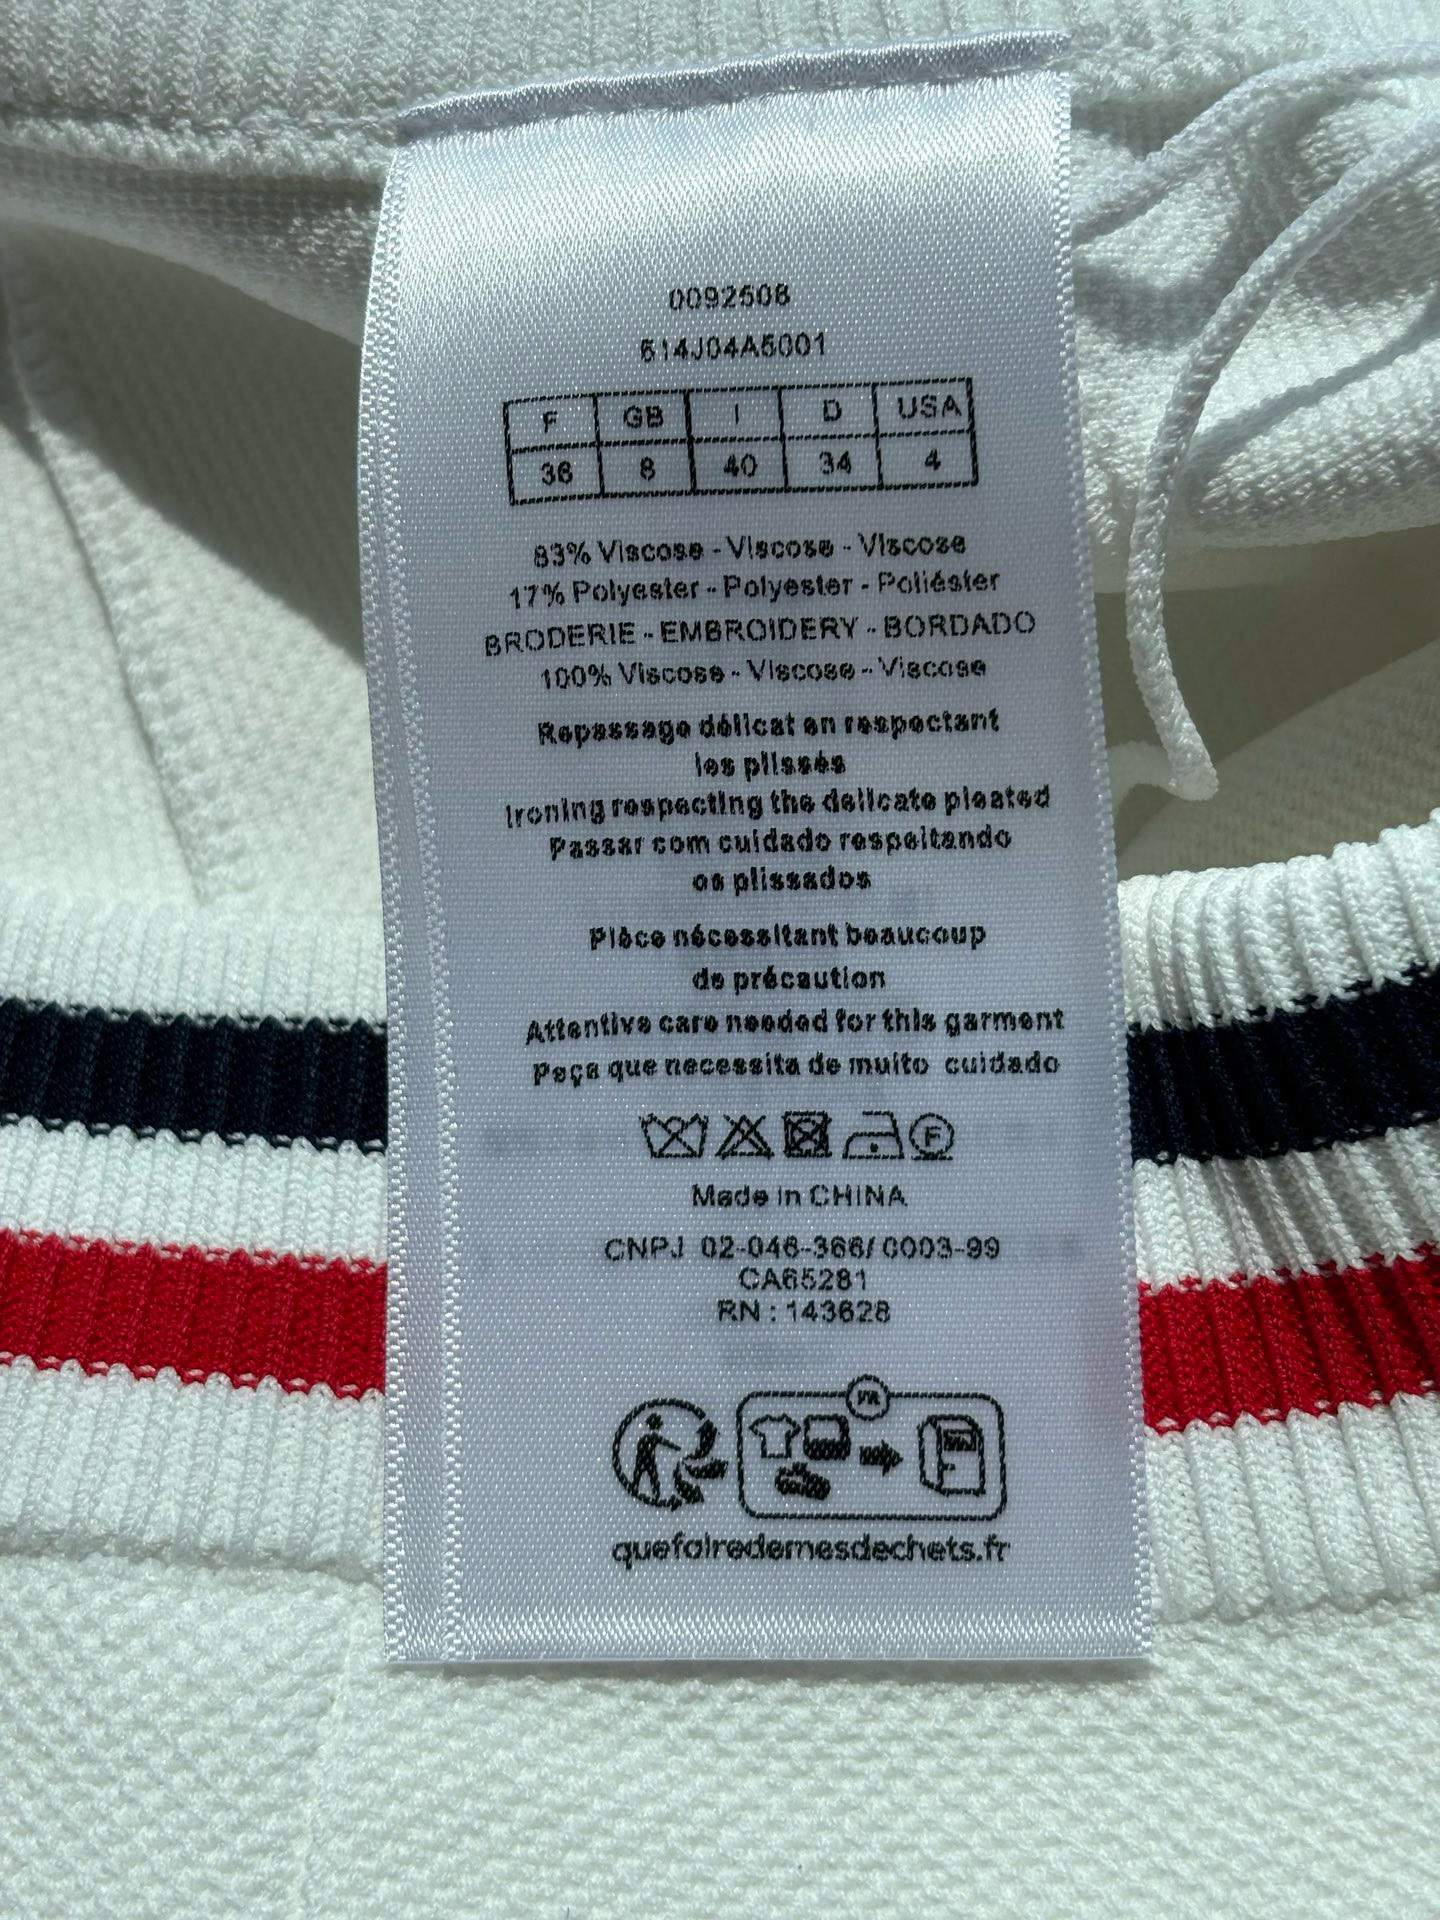 0092508
514J04A5001
F GB I D USA
36 8 40 34 4
83% Viscose - Viscose - Viscose
17% Polyester - Polyester - Poliéster
BRODERIE - EMBROIDERY - BORDADO
100% Viscose - Viscose - Viscose
Repassage délicat en respectant
les plissés
Ironing respecting the delicate pleated
Passar com cuidado respeitando
os plissados
Pièce nécessitant beaucoup
de précaution
Attentive care needed for this garment
Peça que necessita de muito cuidado
F
Made in CHINA
CNPJ 02-046-366/ 0003-99
CA65281
RN : 143628
FR
quefairedemesdechets.fr